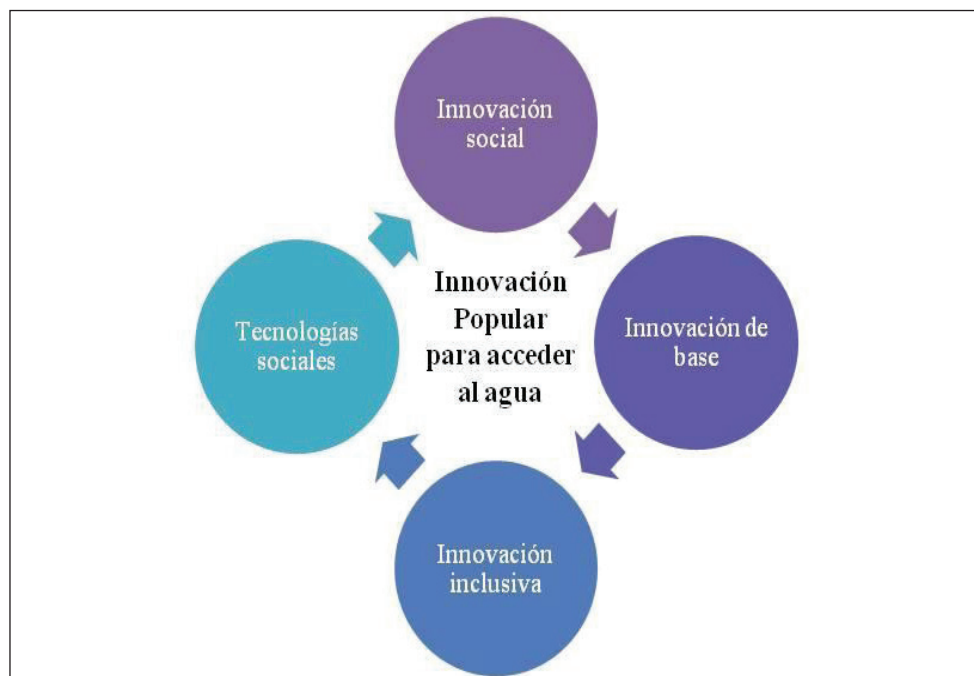 Innovación
social
Innovación
Popular
para acceder
al agua
Tecnologías
sociales
Innovación de
base
Innovación
inclusiva